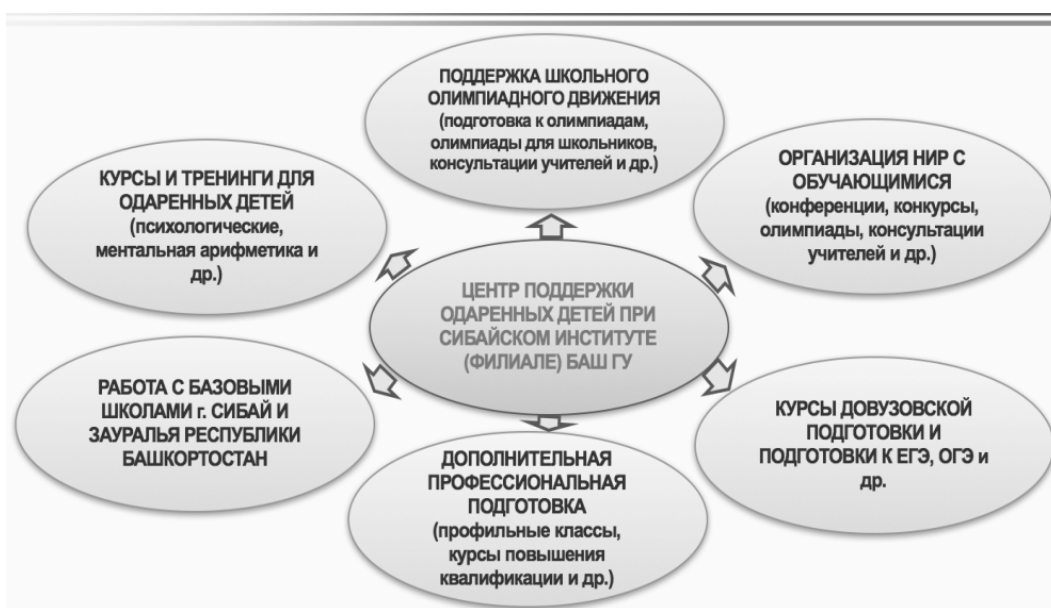 ПОДДЕРЖКА ШКОЛЬНОГО
ОЛИМПИАДНОГО ДВИЖЕНИЯ
(подготовка к олимпиадам,
олимпиады для школьников,
консультации учителей и др.)
КУРСЫ И ТРЕНИНГИ ДЛЯ
ОДАРЕННЫХ ДЕТЕЙ
(психологические,
ментальная арифметика и
др.)
ОРГАНИЗАЦИЯ НИР С
ОБУЧАЮЩИМИСЯ
(конференции, конкурсы,
олимпиады, консультации
учителей и др.)
ЦЕНТР ПОДДЕРЖКИ
ОДАРЕННЫХ ДЕТЕЙ ПРИ
СИБАЙСКОМ ИНСТИТУТЕ
(ФИЛИАЛЕ) БАШ ГУ
РАБОТА С БАЗОВЫМИ
ШКОЛАМИ г. СИБАЙ И
ЗАУРАЛЬЯ РЕСПУБЛИКИ
БАШКОРТОСТАН
КУРСЫ ДОВУЗОВСКОЙ
ПОДГОТОВКИ И
ПОДГОТОВКИ К ЕГЭ, ОГЭ и
др.
ДОПОЛНИТЕЛЬНАЯ
ПРОФЕССИОНАЛЬНАЯ
ПОДГОТОВКА
(профильные классы,
курсы повышения
квалификации и др.)